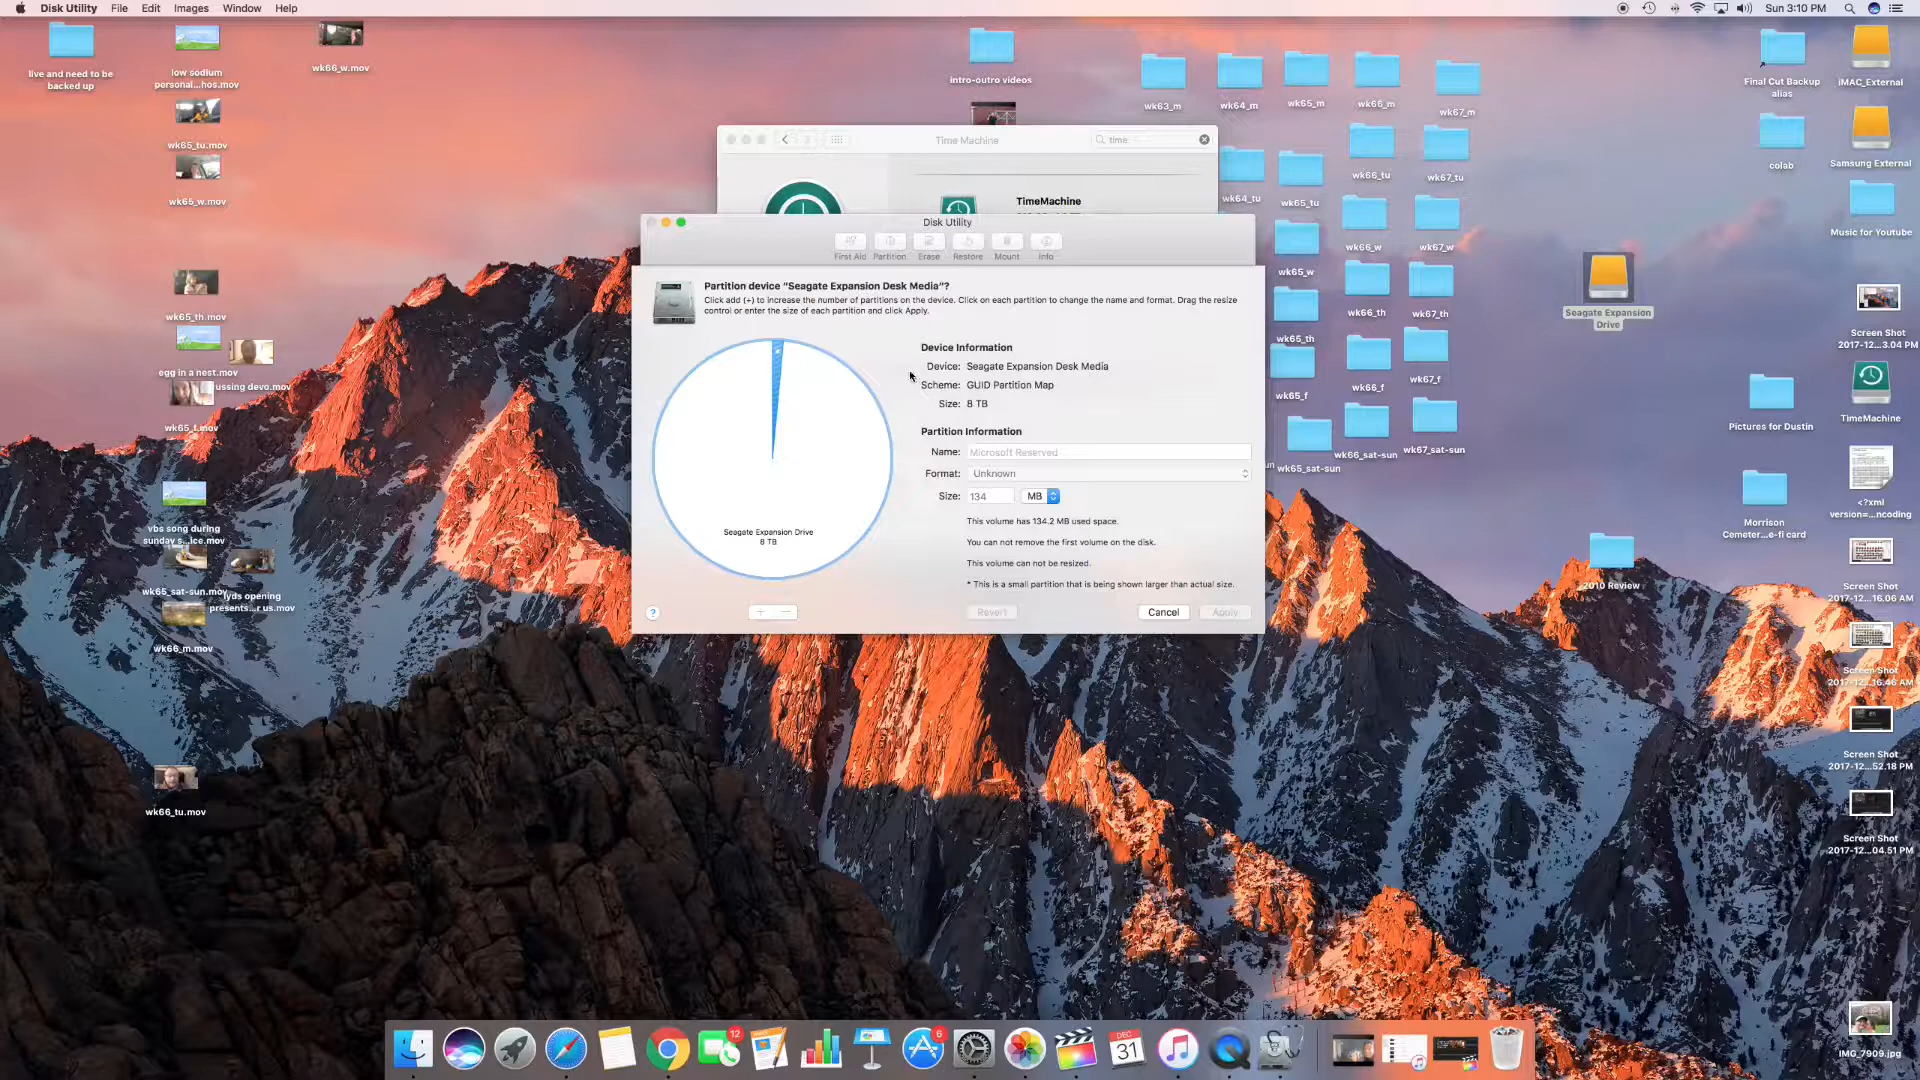 Disk Utility File Edit Images Window Help
Sun 3:10 PM
live and need to be
backed up
low sodium
personal...hos.mov
wk66_w.mov
wk65_tu.mov
wk65_w.mov
wk65_th.mov
egg in a nest.mov
ussing devo.mov
wk65_f.mov
vbs song during
sunday s...ice.mov
wk65_sat-sun.mov
lyds opening
presents...r us.mov
wk66_m.mov
wk66_tu.mov
intro-outro videos
wk63_m
wk64_m
wk65_m
wk66_m
wk67_m
wk64_tu
wk65_tu
wk66_tu
wk67_tu
wk65_w
wk66_w
wk67_w
wk65_th
wk66_th
wk67_th
wk65_f
wk66_f
wk67_f
un
wk65_sat-sun
wk66_sat-sun
wk67_sat-sun
Time Machine
time
TimeMachine
Disk Utility
First Aid
Partition
Erase
Restore
Mount
Info
Partition device “Seagate Expansion Desk Media”?
Click add (+) to increase the number of partitions on the device. Click on each partition to change the name and format. Drag the resize
control or enter the size of each partition and click Apply.
Seagate Expansion Drive
8 TB
Device Information
Device: Seagate Expansion Desk Media
Scheme: GUID Partition Map
Size: 8 TB
Partition Information
Name: Microsoft Reserved
Format: Unknown
Size: 134 MB
This volume has 134.2 MB used space.
You can not remove the first volume on the disk.
This volume can not be resized.
* This is a small partition that is being shown larger than actual size.
?
+ −
Revert
Cancel
Apply
Seagate Expansion
Drive
Final Cut Backup
alias
iMAC_External
colab
Samsung External
Music for Youtube
Screen Shot
2017-12...3.04 PM
Pictures for Dustin
TimeMachine
<?xml
version=...ncoding
Morrison
Cemeter...e-fi card
2010 Review
Screen Shot
2017-12...16.06 AM
Screen Shot
2017-12...16.46 AM
Screen Shot
2017-12...52.18 PM
Screen Shot
2017-12...04.51 PM
IMG_7909.jpg
12
6
DEC
31